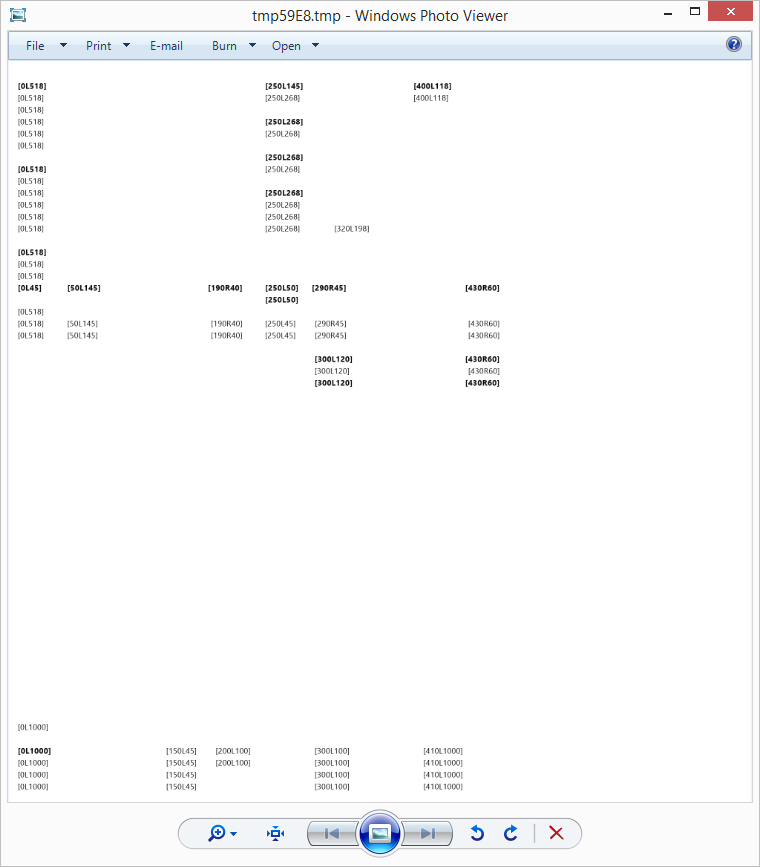 tmp59E8.tmp - Windows Photo Viewer
File Print E-mail Burn Open
[0L518] [250L145] [400L118]
[0L518] [250L268] [400L118]
[0L518]
[0L518] [250L268]
[0L518] [250L268]
[0L518]
[250L268]
[0L518] [250L268]
[0L518]
[0L518] [250L268]
[0L518] [250L268]
[0L518] [250L268]
[0L518] [250L268] [320L198]
[0L518]
[0L518]
[0L518]
[0L45] [50L145] [190R40] [250L50] [290R45] [430R60]
[250L50]
[0L518]
[0L518] [50L145] [190R40] [250L45] [290R45] [430R60]
[0L518] [50L145] [190R40] [250L45] [290R45] [430R60]
[300L120] [430R60]
[300L120] [430R60]
[300L120] [430R60]
[0L1000]
[0L1000] [150L45] [200L100] [300L100] [410L1000]
[0L1000] [150L45] [200L100] [300L100] [410L1000]
[0L1000] [150L45] [300L100] [410L1000]
[0L1000] [150L45] [300L100] [410L1000]